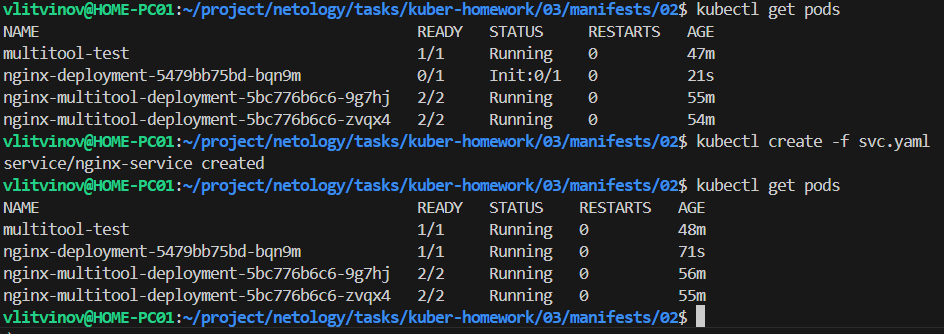 vlitvinov@HOME-PC01:~/project/netology/tasks/kuber-homework/03/manifests/02$ kubectl get pods
NAME READY STATUS RESTARTS AGE
multitool-test 1/1 Running 0 47m
nginx-deployment-5479bb75bd-bqn9m 0/1 Init:0/1 0 21s
nginx-multitool-deployment-5bc776b6c6-9g7hj 2/2 Running 0 55m
nginx-multitool-deployment-5bc776b6c6-zvqx4 2/2 Running 0 54m
vlitvinov@HOME-PC01:~/project/netology/tasks/kuber-homework/03/manifests/02$ kubectl create -f svc.yaml
service/nginx-service created
vlitvinov@HOME-PC01:~/project/netology/tasks/kuber-homework/03/manifests/02$ kubectl get pods
NAME READY STATUS RESTARTS AGE
multitool-test 1/1 Running 0 48m
nginx-deployment-5479bb75bd-bqn9m 1/1 Running 0 71s
nginx-multitool-deployment-5bc776b6c6-9g7hj 2/2 Running 0 56m
nginx-multitool-deployment-5bc776b6c6-zvqx4 2/2 Running 0 55m
vlitvinov@HOME-PC01:~/project/netology/tasks/kuber-homework/03/manifests/02$